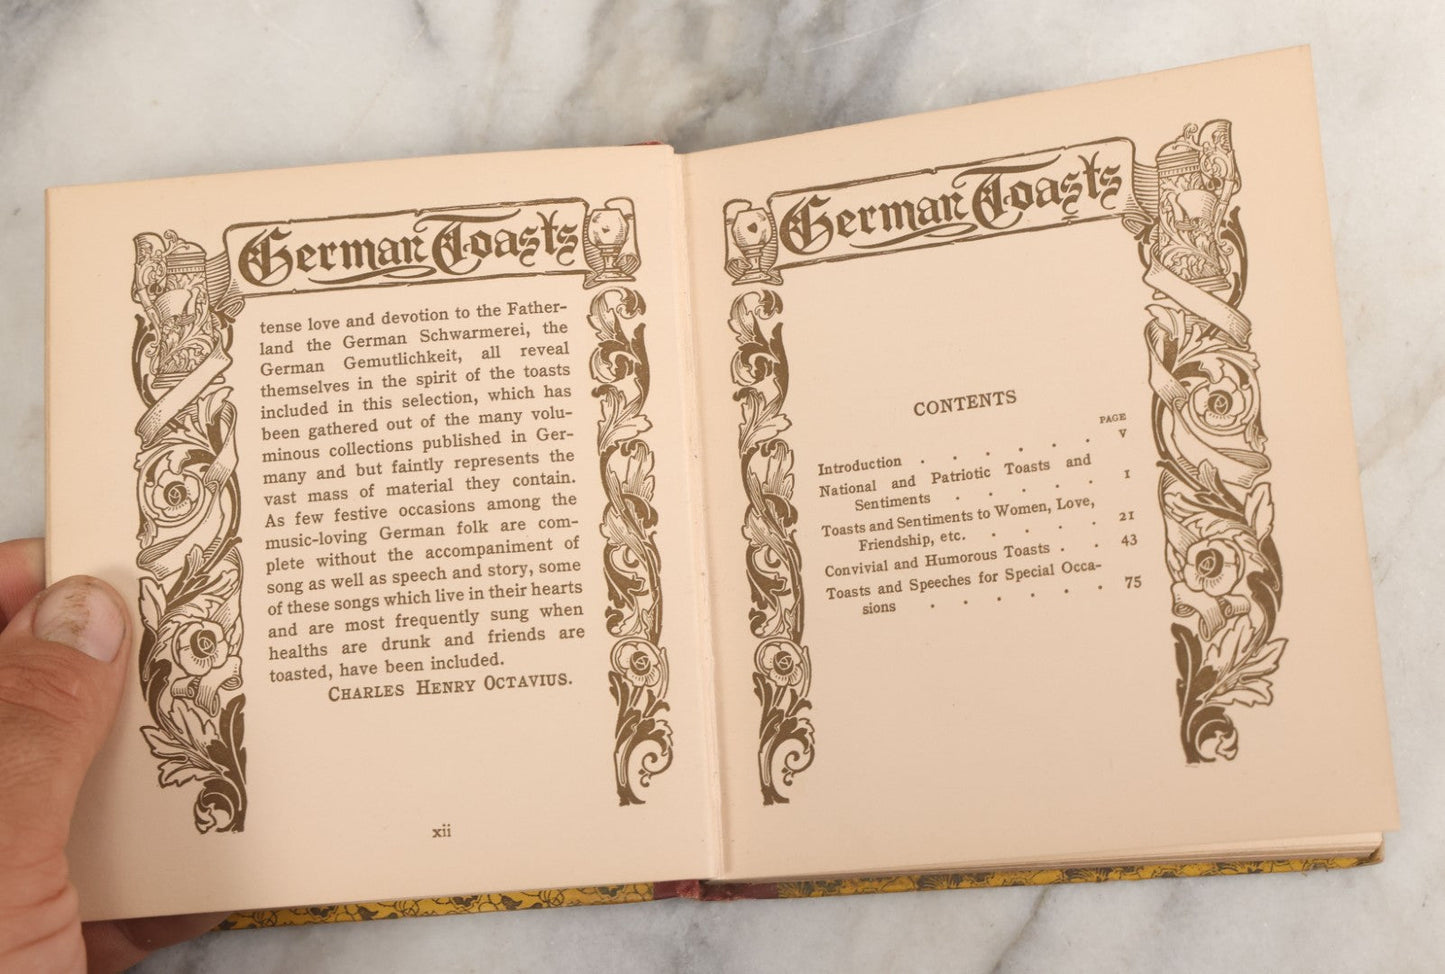 German Toasts
tense love and devotion to the Father-
land the German Schwarmerei, the
German Gemutlichkeit, all reveal
themselves in the spirit of the toasts
included in this selection, which has
been gathered out of the many volu-
minous collections published in Ger-
many and but faintly represents the
vast mass of material they contain.
As few festive occasions among the
music-loving German folk are com-
plete without the accompaniment of
song as well as speech and story, some
of these songs which live in their hearts
and are most frequently sung when
healths are drunk and friends are
toasted, have been included.
CHARLES HENRY OCTAVIUS.
xii
German Toasts
CONTENTS
PAGE
Introduction . . . . . . V
National and Patriotic Toasts and
Sentiments . . . . . 1
Toasts and Sentiments to Women, Love,
Friendship, etc. . . . . 21
Convivial and Humorous Toasts . . 43
Toasts and Speeches for Special Occa-
sions . . . . . . 75